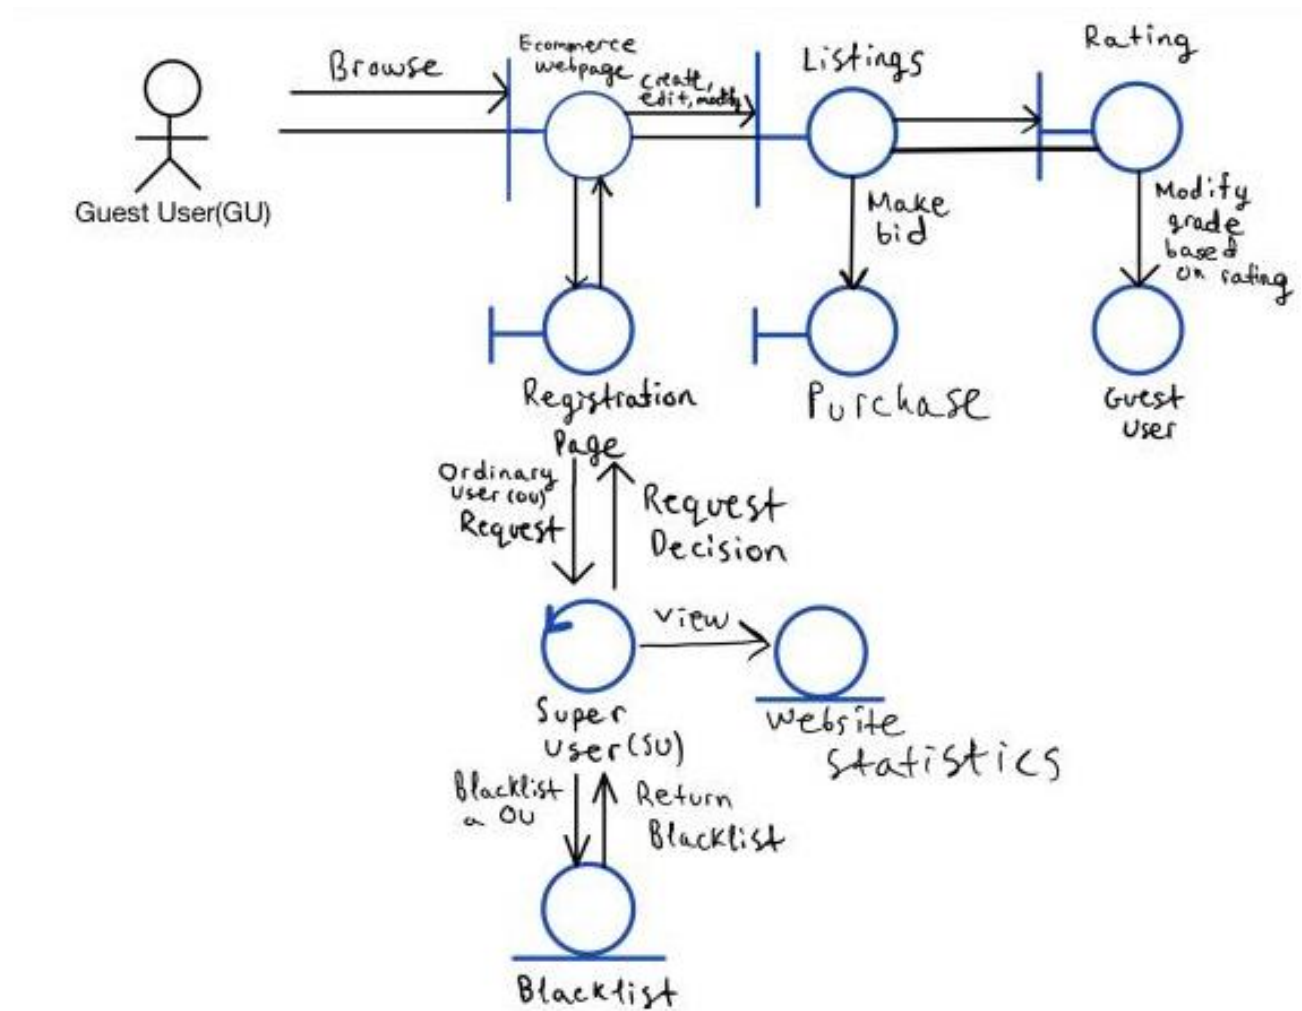 Browse
Ecommerce
webpage
create,
edit, modify
Listings
Rating
Guest User(GU)
Make
bid
Modify
grade
based
on rating
Registration
Page
Purchase
Guest
User
Ordinary
User (OU)
Request
Request
Decision
view
Super
User (SU)
Website
Statistics
Blacklist
a OU
Return
Blacklist
Blacklist